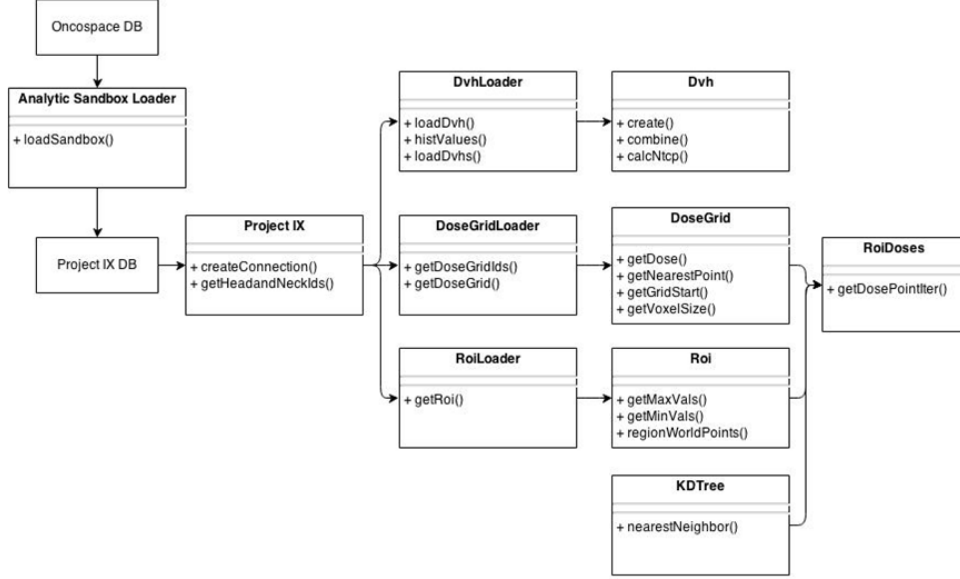 Oncospace DB
Analytic Sandbox Loader
+ loadSandbox()
Project IX DB
Project IX
+ createConnection()
+ getHeadandNeckIds()
DvhLoader
+ loadDvh()
+ histValues()
+ loadDvhs()
Dvh
+ create()
+ combine()
+ calcNtcp()
DoseGridLoader
+ getDoseGridIds()
+ getDoseGrid()
DoseGrid
+ getDose()
+ getNearestPoint()
+ getGridStart()
+ getVoxelSize()
RoiDoses
+ getDosePointIter()
RoiLoader
+ getRoi()
Roi
+ getMaxVals()
+ getMinVals()
+ regionWorldPoints()
KDTree
+ nearestNeighbor()